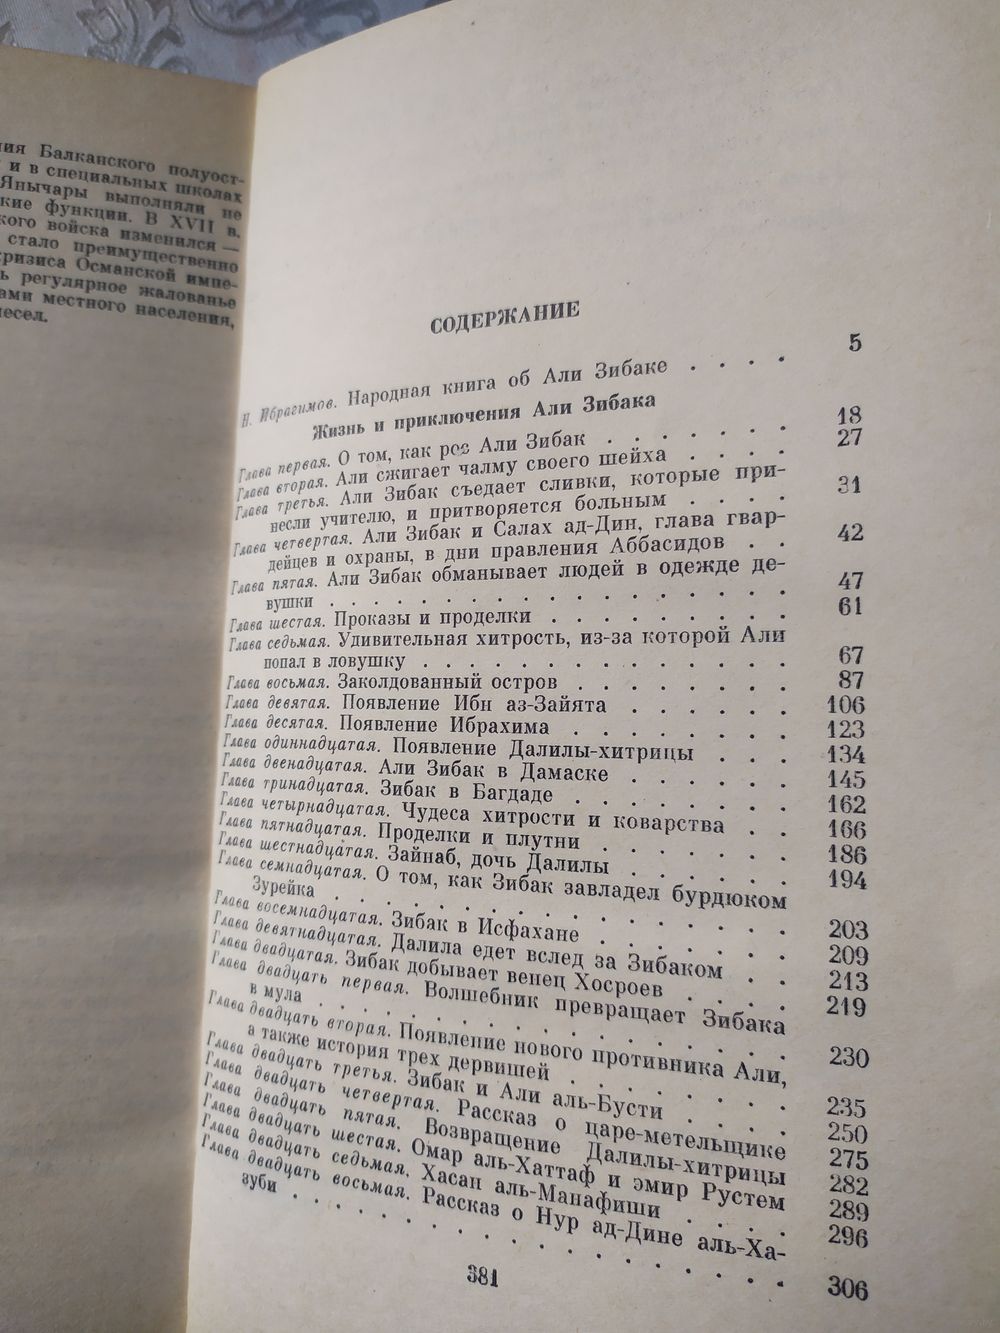 ния Балканского полуост-
и в специальных школах
Янычары выполняли не
кие функции. В XVII в.
кого войска изменился —
стало преимущественно
кризиса Османской импе-
ь регулярное жалованье
ами местного населения,
месел.
СОДЕРЖАНИЕ
Н. Ибрагимов. Народная книга об Али Зибаке . . . . 5
Жизнь и приключения Али Зибака
Глава первая. О том, как рос Али Зибак . . . . . . . 18
Глава вторая. Али сжигает чалму своего шейха . . . . 27
Глава третья. Али Зибак съедает сливки, которые при-
несли учителю, и притворяется больным . . . . 31
Глава четвертая. Али Зибак и Салах ад-Дин, глава гвар-
дейцев и охраны, в дни правления Аббасидов . . 42
Глава пятая. Али Зибак обманывает людей в одежде де-
вушки . . . . . . . . . . . . . . . . . 47
Глава шестая. Проказы и проделки . . . . . . . . . 61
Глава седьмая. Удивительная хитрость, из-за которой Али
попал в ловушку . . . . . . . . . . . . . 67
Глава восьмая. Заколдованный остров . . . . . . . . 87
Глава девятая. Появление Ибн аз-Зайята . . . . . . 106
Глава десятая. Появление Ибрахима . . . . . . . . 123
Глава одиннадцатая. Появление Далилы-хитрицы . . . 134
Глава двенадцатая. Али Зибак в Дамаске . . . . . . 145
Глава тринадцатая. Зибак в Багдаде . . . . . . . . 162
Глава четырнадцатая. Чудеса хитрости и коварства . . 166
Глава пятнадцатая. Проделки и плутни . . . . . . . 186
Глава шестнадцатая. Зайнаб, дочь Далилы . . . . . . 194
Глава семнадцатая. О том, как Зибак завладел бурдюком
Зурейка . . . . . . . . . . . . . . . . 203
Глава восемнадцатая. Зибак в Исфахане . . . . . . . 209
Глава девятнадцатая. Далила едет вслед за Зибаком . . 213
Глава двадцатая. Зибак добывает венец Хосроев . . . . 219
Глава двадцать первая. Волшебник превращает Зибака
в мула . . . . . . . . . . . . . . . . . 230
Глава двадцать вторая. Появление нового противника Али,
а также история трех дервишей . . . . . . . . 235
Глава двадцать третья. Зибак и Али аль-Бусти . . . . 250
Глава двадцать четвертая. Рассказ о царе-метельщике 275
Глава двадцать пятая. Возвращение Далилы-хитрицы 282
Глава двадцать шестая. Омар аль-Хаттаф и эмир Рустем 289
Глава двадцать седьмая. Хасан аль-Манафиши . . . . 296
Глава двадцать восьмая. Рассказ о Нур ад-Дине аль-Ха-
зуби . . . . . . . . . . . . . . . . . . 306
381